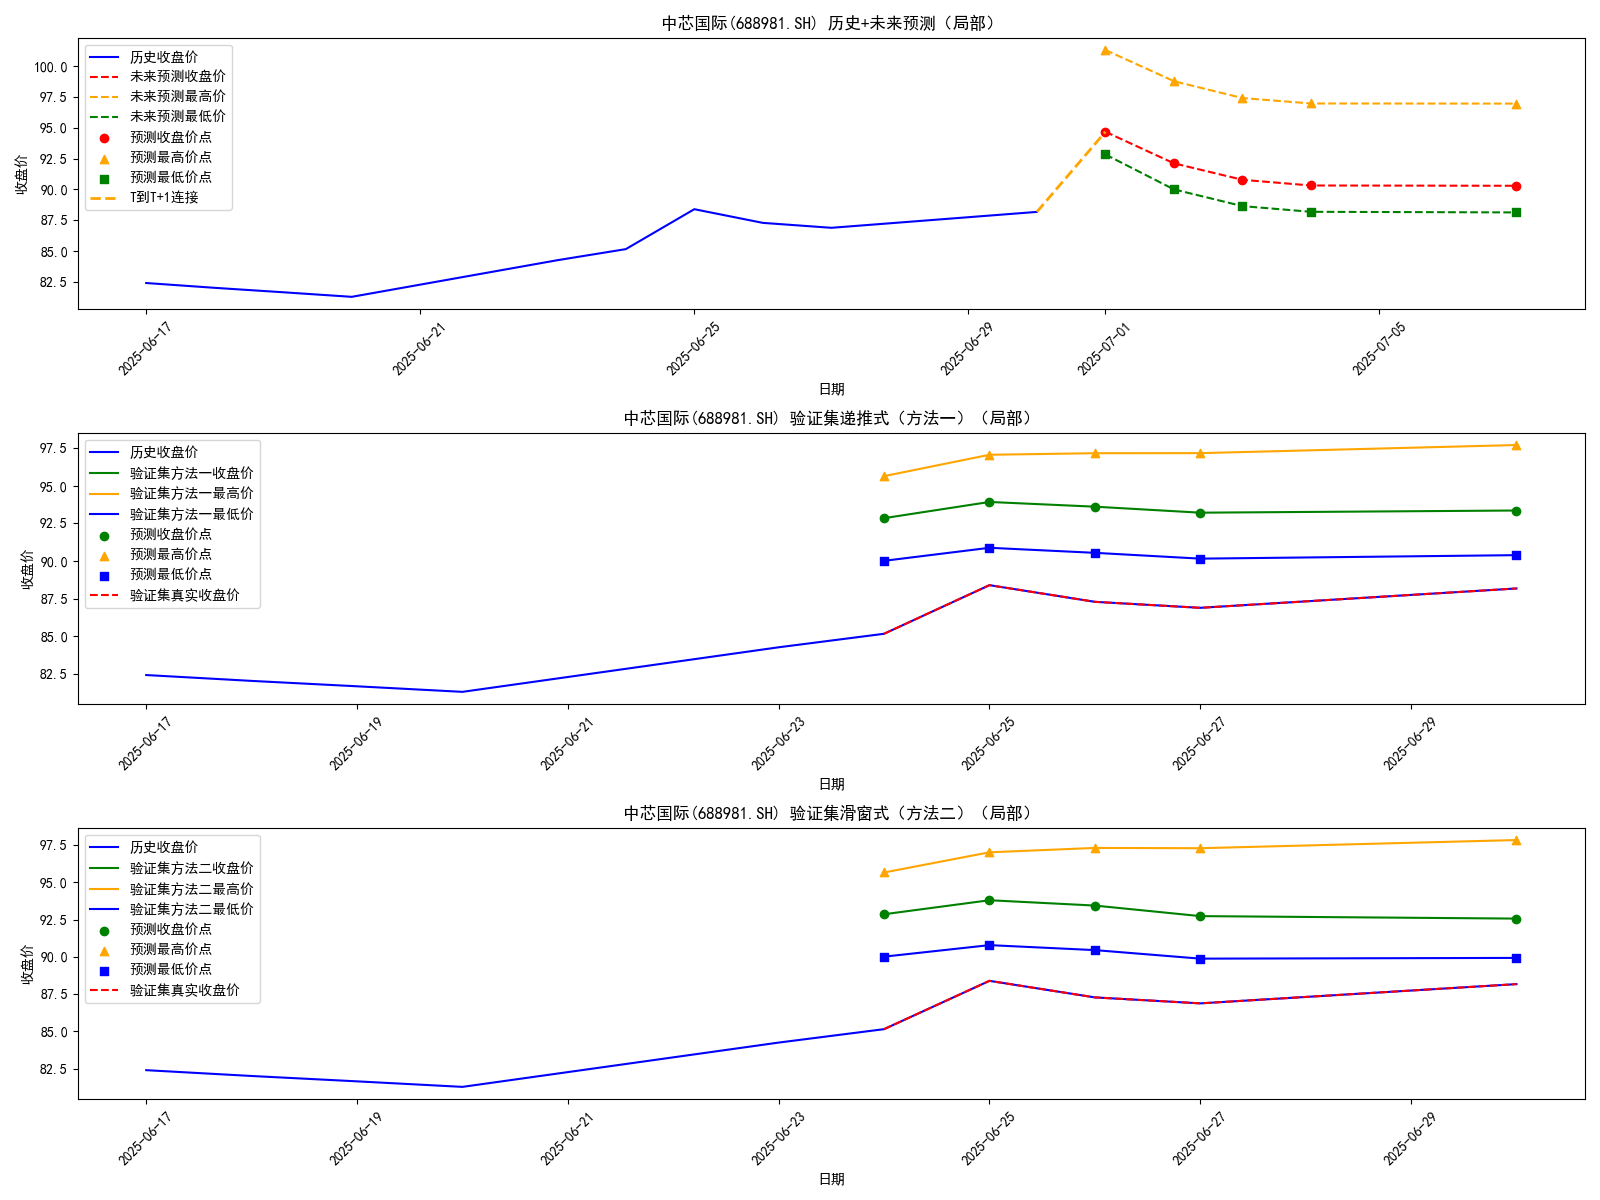 中芯国际(688981.SH) 历史+未来预测（局部）
100.0
97.5
95.0
92.5
90.0
87.5
85.0
82.5
收盘价
历史收盘价
未来预测收盘价
未来预测最高价
未来预测最低价
预测收盘价点
预测最高价点
预测最低价点
T到T+1连接
2025-06-17
2025-06-21
2025-06-25
2025-06-29
2025-07-01
2025-07-05
日期
中芯国际(688981.SH) 验证集递推式（方法一）（局部）
97.5
95.0
92.5
90.0
87.5
85.0
82.5
收盘价
历史收盘价
验证集方法一收盘价
验证集方法一最高价
验证集方法一最低价
预测收盘价点
预测最高价点
预测最低价点
验证集真实收盘价
2025-06-17
2025-06-19
2025-06-21
2025-06-23
2025-06-25
2025-06-27
2025-06-29
日期
中芯国际(688981.SH) 验证集滑窗式（方法二）（局部）
97.5
95.0
92.5
90.0
87.5
85.0
82.5
收盘价
历史收盘价
验证集方法二收盘价
验证集方法二最高价
验证集方法二最低价
预测收盘价点
预测最高价点
预测最低价点
验证集真实收盘价
2025-06-17
2025-06-19
2025-06-21
2025-06-23
2025-06-25
2025-06-27
2025-06-29
日期